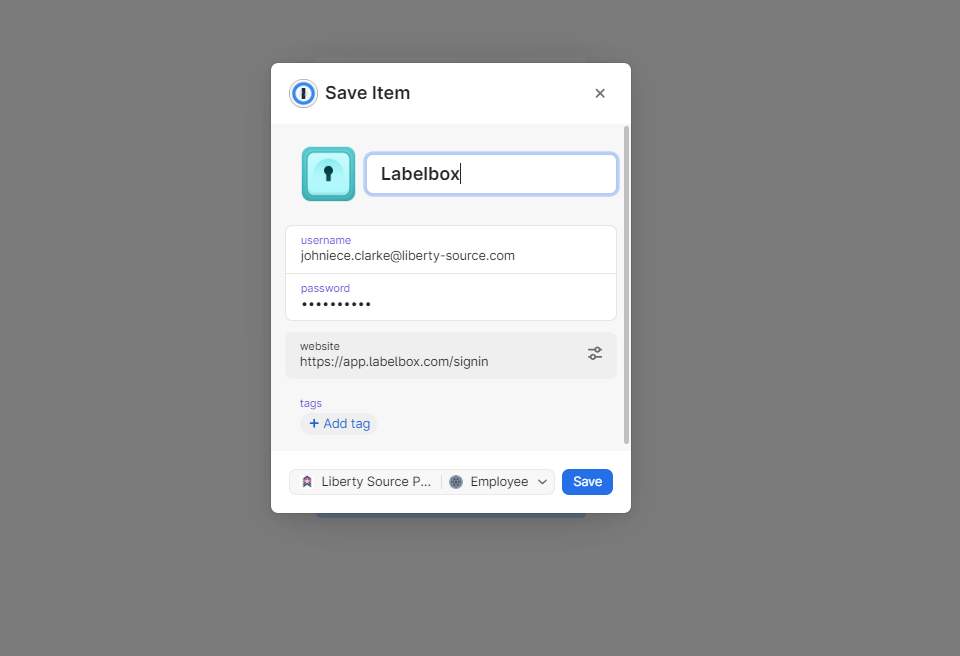 Save Item
Labelbox
username
johniece.clarke@liberty-source.com
password
••••••••••
website
https://app.labelbox.com/signin
tags
+ Add tag
Liberty Source P... Employee Save